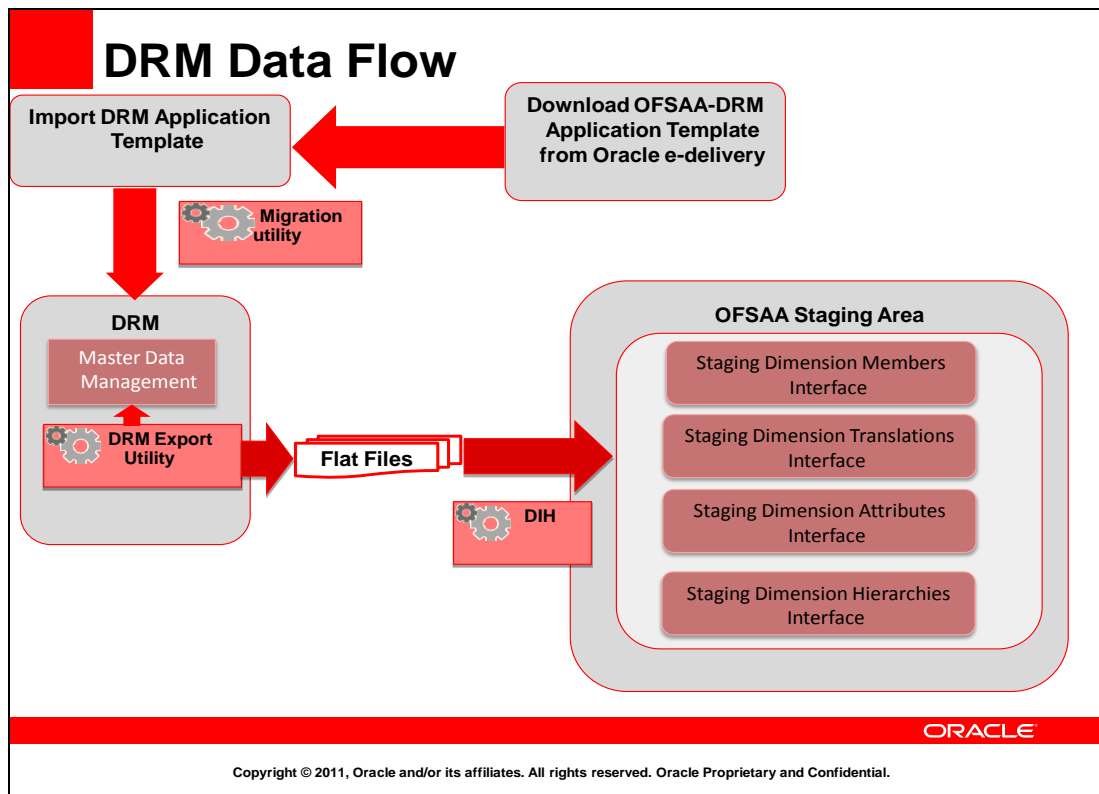 DRM Data Flow
Import DRM Application
Template
Download OFSAA-DRM
Application Template
from Oracle e-delivery
Migration
utility
DRM
Master Data
Management
DRM Export
Utility
Flat Files
DIH
OFSAA Staging Area
Staging Dimension Members
Interface
Staging Dimension Translations
Interface
Staging Dimension Attributes
Interface
Staging Dimension Hierarchies
Interface
ORACLE
Copyright © 2011, Oracle and/or its affiliates. All rights reserved. Oracle Proprietary and Confidential.